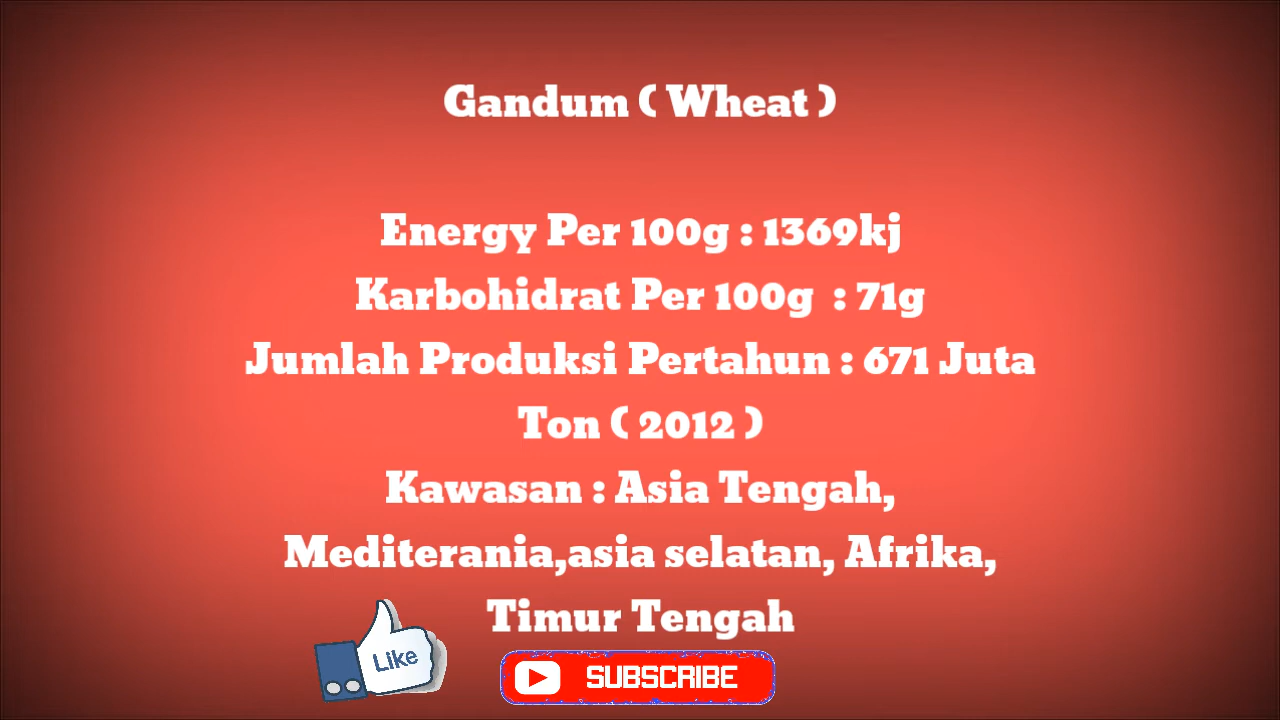 Gandum ( Wheat )
Energy Per 100g : 1369kj
Karbohidrat Per 100g : 71g
Jumlah Produksi Pertahun : 671 Juta
Ton ( 2012 )
Kawasan : Asia Tengah,
Mediterania,asia selatan, Afrika,
Timur Tengah
Like
SUBSCRIBE